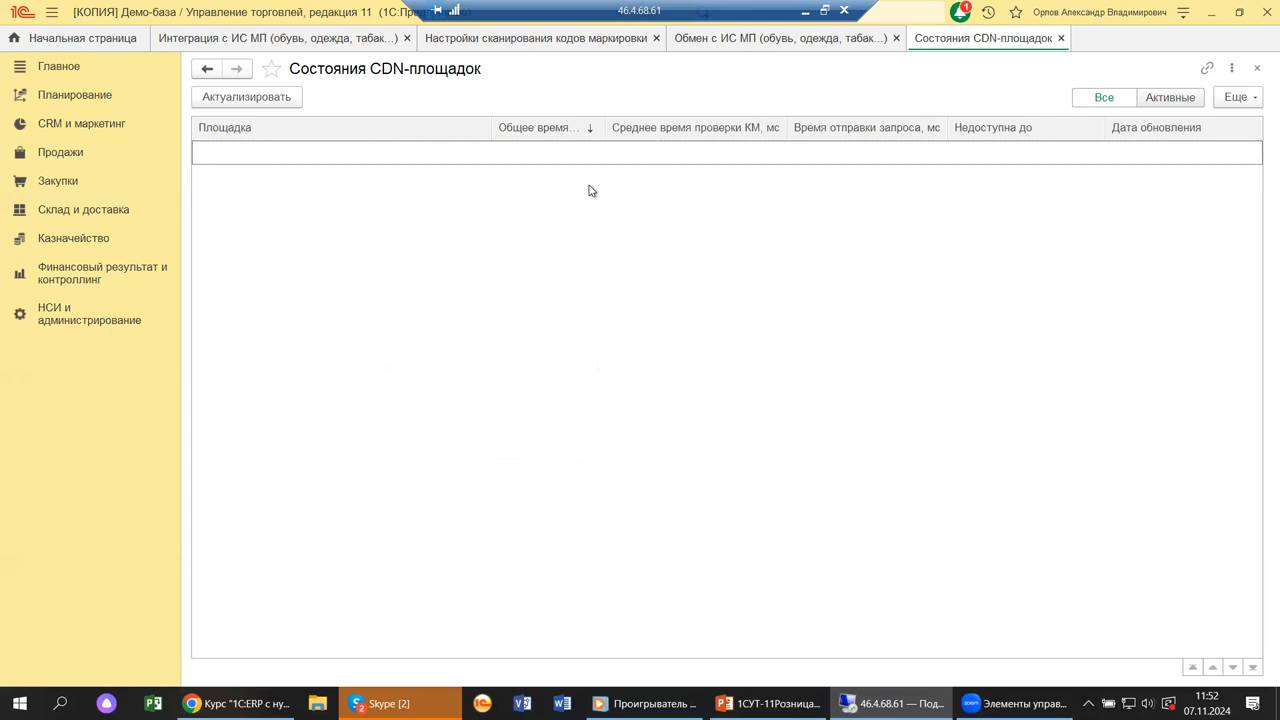 [КОПИЯ] Демо-база / Управление торговлей, редакция 11 (1С:Пред
46.4.68.61
1
Орлов Александр Владимирович
Начальная страница
Интеграция с ИС МП (обувь, одежда, табак...) ×
Настройки сканирования кодов маркировки ×
Обмен с ИС МП (обувь, одежда, табак...) ×
Состояния CDN-площадок ×
Главное
Планирование
CRM и маркетинг
Продажи
Закупки
Склад и доставка
Казначейство
Финансовый результат и
контроллинг
НСИ и
администрирование
Состояния CDN-площадок
Актуализировать
Все
Активные
Еще
Площадка
Общее время... ↓
Среднее время проверки КМ, мс
Время отправки запроса, мс
Недоступна до
Дата обновления
Курс "1С:ERP с ну...
Skype [2]
Проигрыватель ...
1СУТ-11Розница...
46.4.68.61 — Под...
Элементы управ...
11:52
07.11.2024